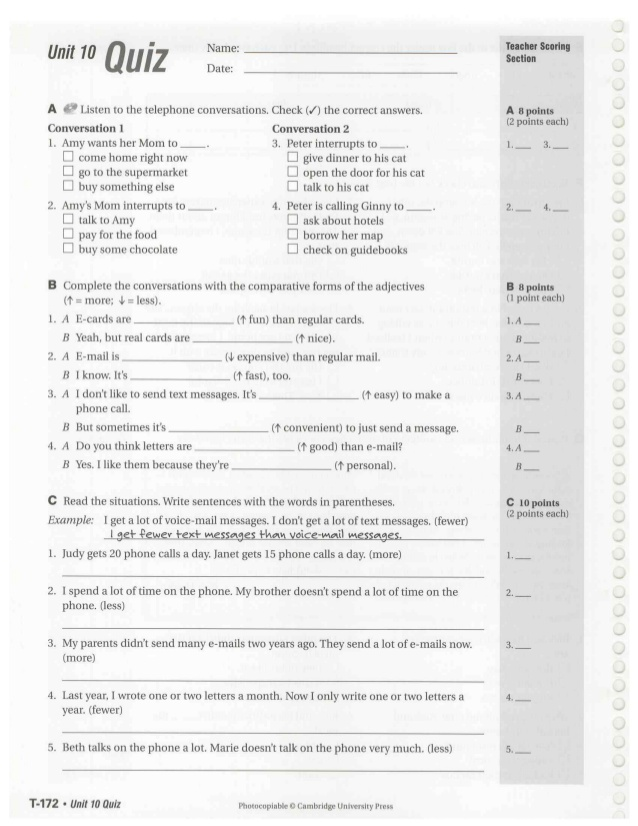 Unit 10 Quiz
Name: ____________
Date: ____________
Teacher Scoring
Section
A Listen to the telephone conversations. Check (✓) the correct answers.
A 8 points
(2 points each)
Conversation 1
1. Amy wants her Mom to ____.
☐ come home right now
☐ go to the supermarket
☐ buy something else
2. Amy's Mom interrupts to ____.
☐ talk to Amy
☐ pay for the food
☐ buy some chocolate
Conversation 2
3. Peter interrupts to ____.
☐ give dinner to his cat
☐ open the door for his cat
☐ talk to his cat
4. Peter is calling Ginny to ____.
☐ ask about hotels
☐ borrow her map
☐ check on guidebooks
1. ___ 3. ___
2. ___ 4. ___
B Complete the conversations with the comparative forms of the adjectives
(↑ = more; ↓ = less).
B 8 points
(1 point each)
1. A E-cards are ____________ (↑ fun) than regular cards.
1. A ___
B Yeah, but real cards are ____________ (↑ nice).
B ___
2. A E-mail is ____________ (↓ expensive) than regular mail.
2. A ___
B I know. It's ____________ (↑ fast), too.
B ___
3. A I don't like to send text messages. It's ____________ (↑ easy) to make a
phone call.
3. A ___
B But sometimes it's ____________ (↑ convenient) to just send a message.
B ___
4. A Do you think letters are ____________ (↑ good) than e-mail?
4. A ___
B Yes. I like them because they're ____________ (↑ personal).
B ___
C Read the situations. Write sentences with the words in parentheses.
C 10 points
(2 points each)
Example: I get a lot of voice-mail messages. I don't get a lot of text messages. (fewer)
I get fewer text messages than voice-mail messages.
1. Judy gets 20 phone calls a day. Janet gets 15 phone calls a day. (more)
1. ___
2. I spend a lot of time on the phone. My brother doesn't spend a lot of time on the
phone. (less)
2. ___
3. My parents didn't send many e-mails two years ago. They send a lot of e-mails now.
(more)
3. ___
4. Last year, I wrote one or two letters a month. Now I only write one or two letters a
year. (fewer)
4. ___
5. Beth talks on the phone a lot. Marie doesn't talk on the phone very much. (less)
5. ___
T-172 • Unit 10 Quiz
Photocopiable © Cambridge University Press